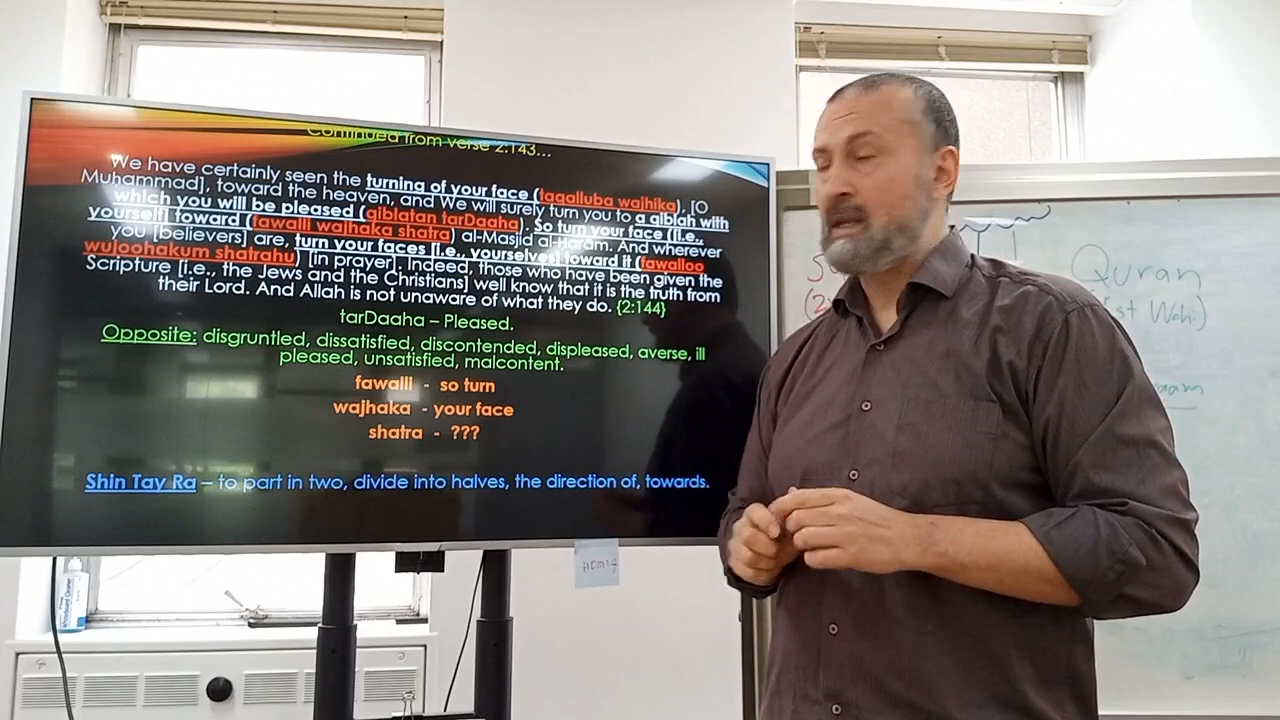 Continued from verse 2:143...
We have certainly seen the turning of your face (taqalluba wajhika), [O
Muḥammad], toward the heaven, and We will surely turn you to a qiblah with
which you will be pleased (qiblatan tarDaaha). So turn your face ([i.e.,
yourself] toward (fawalli wajhaka shatra) al-Masjid al-Ḥarām. And wherever
you [believers] are, turn your faces [i.e., yourselves] toward it (fawalloo
wujoohakum shatrahu) [in prayer]. Indeed, those who have been given the
Scripture [i.e., the Jews and the Christians] well know that it is the truth from
their Lord. And Allah is not unaware of what they do. {2:144}
tarDaaha – Pleased.
Opposite: disgruntled, dissatisfied, discontended, displeased, averse, ill
pleased, unsatisfied, malcontent.
fawalli - so turn
wajhaka - your face
shatra - ???
Shin Tay Ra – to part in two, divide into halves, the direction of, towards.
HDMI
Quran
st Wahi)